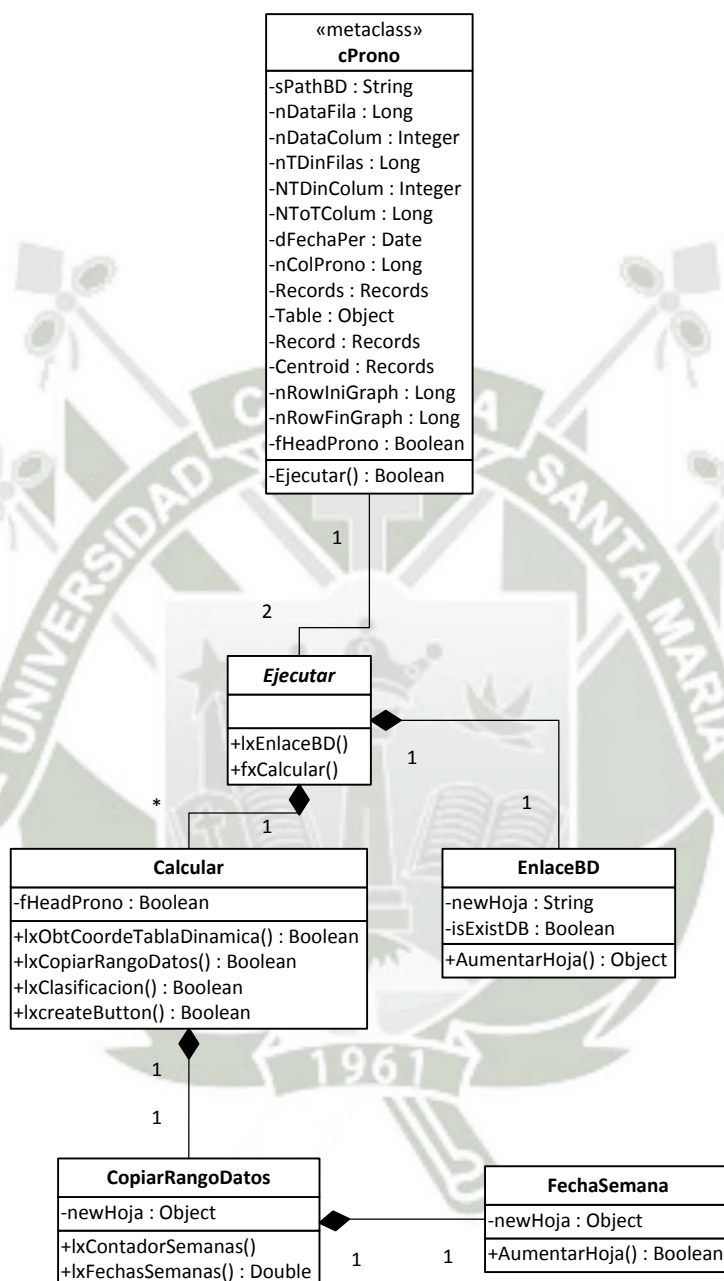 «metaclass»
cProno
-sPathBD : String
-nDataFila : Long
-nDataColum : Integer
-nTDinFilas : Long
-NTDinColum : Integer
-NToTColum : Long
-dFechaPer : Date
-nColProno : Long
-Records : Records
-Table : Object
-Record : Records
-Centroid : Records
-nRowIniGraph : Long
-nRowFinGraph : Long
-fHeadProno : Boolean
-Ejecutar() : Boolean
1
2
Ejecutar
+lxEnlaceBD()
+fxCalcular()
1
1
*
1
Calcular
-fHeadProno : Boolean
+lxObtCoordeTablaDinamica() : Boolean
+lxCopiarRangoDatos() : Boolean
+lxClasificacion() : Boolean
+lxcreateButton() : Boolean
EnlaceBD
-newHoja : String
-isExistDB : Boolean
+AumentarHoja() : Object
1
1
CopiarRangoDatos
-newHoja : Object
+lxContadorSemanas()
+lxFechasSemanas() : Double
1
1
FechaSemana
-newHoja : Object
+AumentarHoja() : Boolean
UNIVERSIDAD
SANTA MARIA
1961